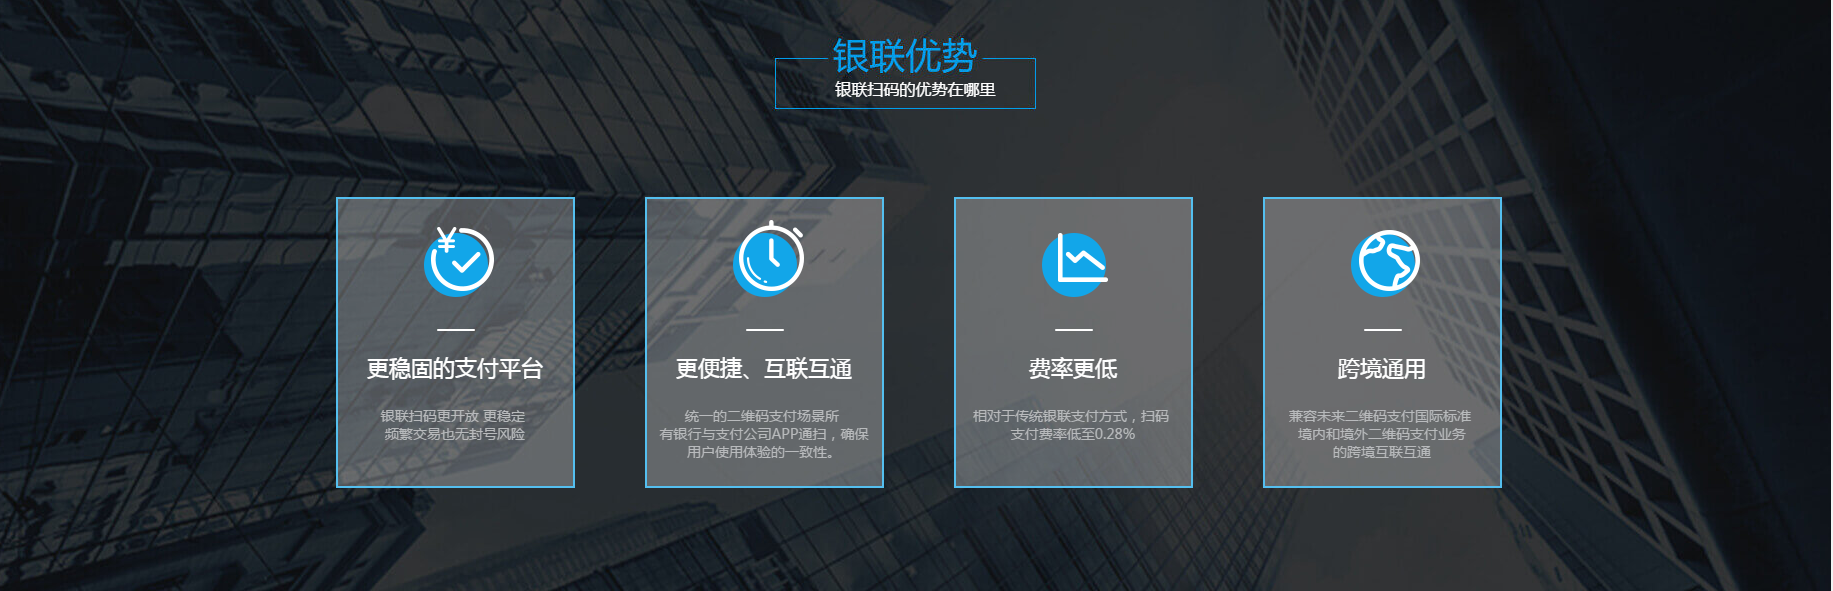 银联优势
银联扫码的优势在哪里
更稳固的支付平台
银联扫码更开放 更稳定
频繁交易也无封号风险
更便捷、互联互通
统一的二维码支付场景所
有银行与支付公司APP通扫，确保
用户使用体验的一致性。
费率更低
相对于传统银联支付方式，扫码
支付费率低至0.28%
跨境通用
兼容未来二维码支付国际标准
境内和境外二维码支付业务
的跨境互联互通